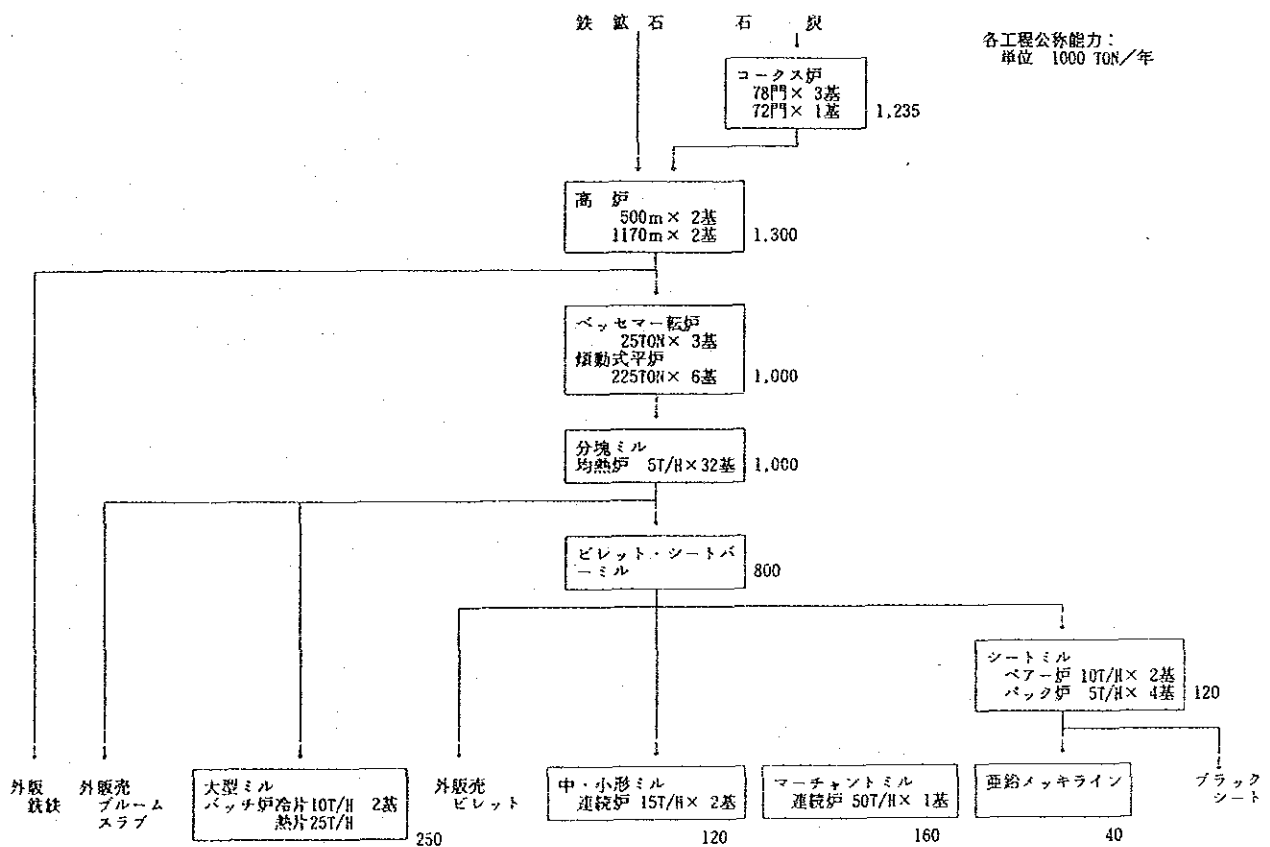 鉄 鉱 石
石 炭
各工程公称能力:
単位 1000 TON/年
コークス炉
78門× 3基
72門× 1基
1,235
高 炉
500m× 2基
1170m× 2基
1,300
ベッセマー転炉
25TON× 3基
傾動式平炉
225TON× 6基
1,000
分塊ミル
均熱炉 5T/H×32基
1,000
ビレット・シートバ
ーミル
800
シートミル
ペアー炉 10T/H× 2基
パック炉 5T/H× 4基
120
外販
銑鉄
外販売
ブルーム
スラブ
大型ミル
バッチ炉冷片10T/H 2基
熱片25T/H
250
外販売
ビレット
中・小形ミル
連続炉 15T/H× 2基
120
マーチャントミル
連続炉 50T/H× 1基
160
亜鉛メッキライン
40
ブラック
シート